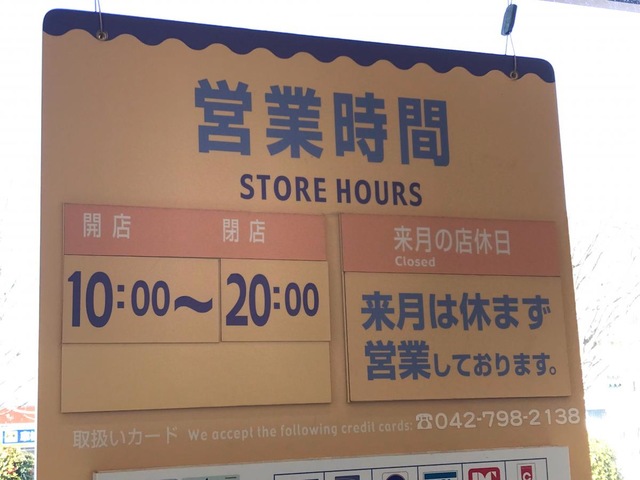 営業時間
STORE HOURS
開店 閉店
10:00～20:00
来月の店休日
Closed
来月は休まず
営業しております。
☎042-798-2138
取扱いカード We accept the following credit cards: